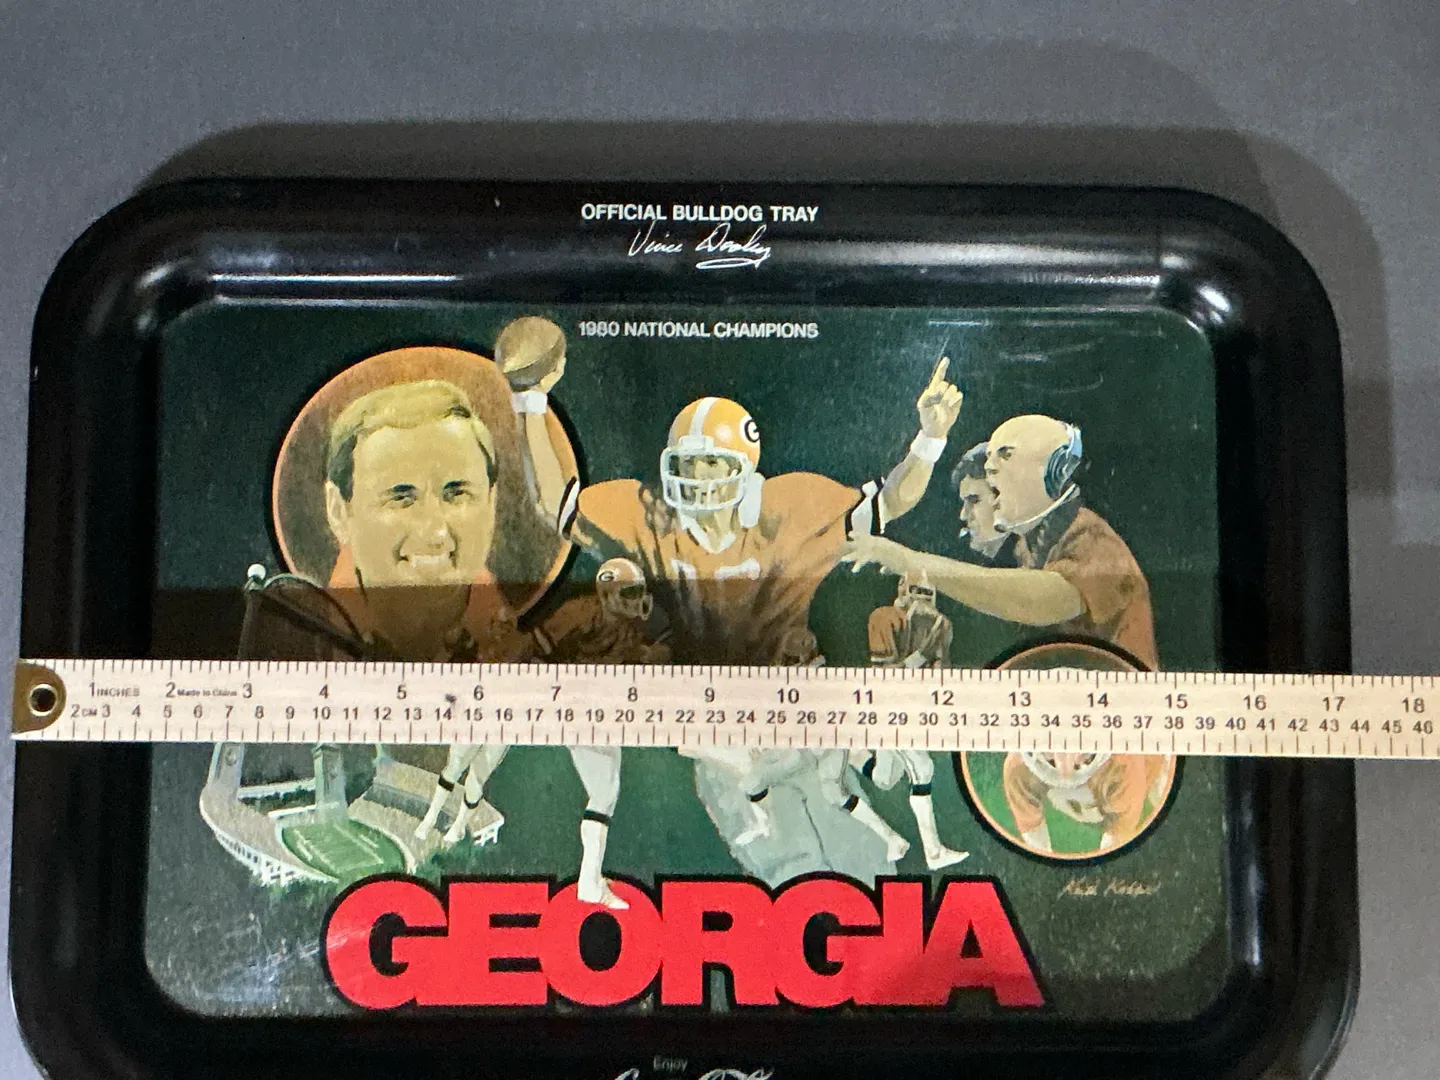 OFFICIAL BULLDOG TRAY
Vince Dooley
1980 NATIONAL CHAMPIONS
G
1 INCHES 2 Made in China 3 4 5 6 7 8 9 10 11 12 13 14 15 16 17 18
2 CM 3 4 5 6 7 8 9 10 11 12 13 14 15 16 17 18 19 20 21 22 23 24 25 26 27 28 29 30 31 32 33 34 35 36 37 38 39 40 41 42 43 44 45 46
GEORGIA
Enjoy